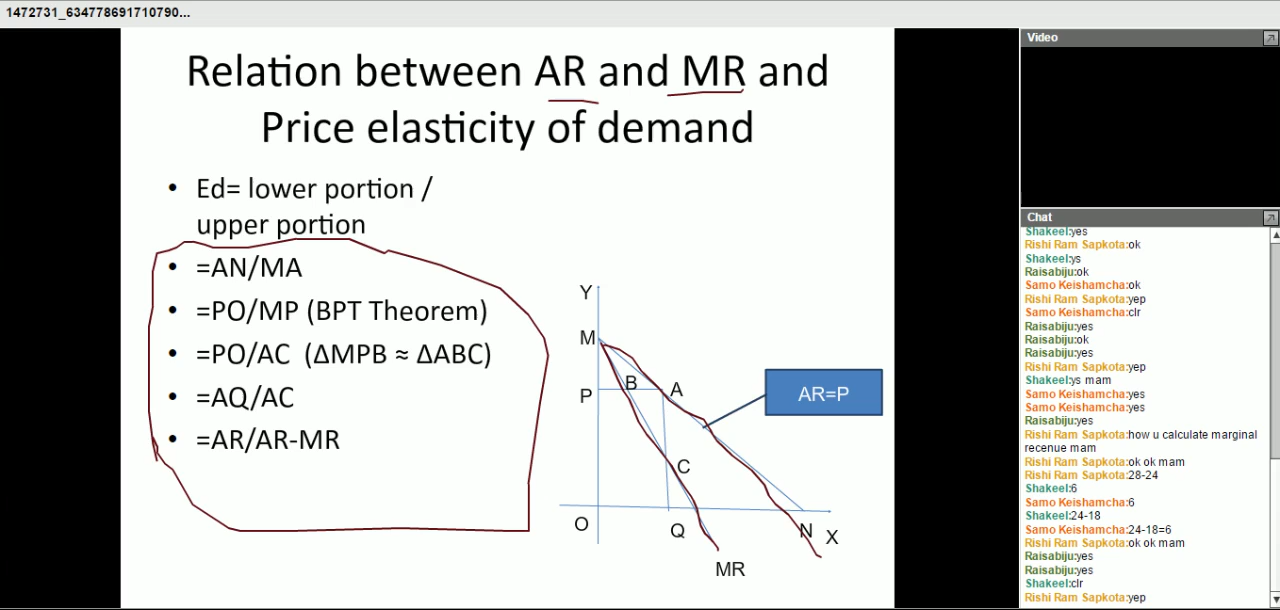 1472731_634778691710790...
Relation between AR and MR and
Price elasticity of demand
• Ed= lower portion /
upper portion
• =AN/MA
• =PO/MP (BPT Theorem)
• =PO/AC (ΔMPB ≈ ΔABC)
• =AQ/AC
• =AR/AR-MR
Y
M
P
B
A
AR=P
C
O
Q
N
X
MR
Video
Chat
Shakeel:yes
Rishi Ram Sapkota:ok
Shakeel:ys
Raisabiju:ok
Samo Keishamcha:ok
Rishi Ram Sapkota:yep
Samo Keishamcha:clr
Raisabiju:yes
Raisabiju:ok
Raisabiju:yes
Rishi Ram Sapkota:yep
Shakeel:ys mam
Samo Keishamcha:yes
Samo Keishamcha:yes
Raisabiju:yes
Rishi Ram Sapkota:how u calculate marginal
recenue mam
Rishi Ram Sapkota:ok ok mam
Rishi Ram Sapkota:28-24
Shakeel:6
Samo Keishamcha:6
Shakeel:24-18
Samo Keishamcha:24-18=6
Rishi Ram Sapkota:ok ok mam
Raisabiju:yes
Raisabiju:yes
Shakeel:clr
Rishi Ram Sapkota:yep